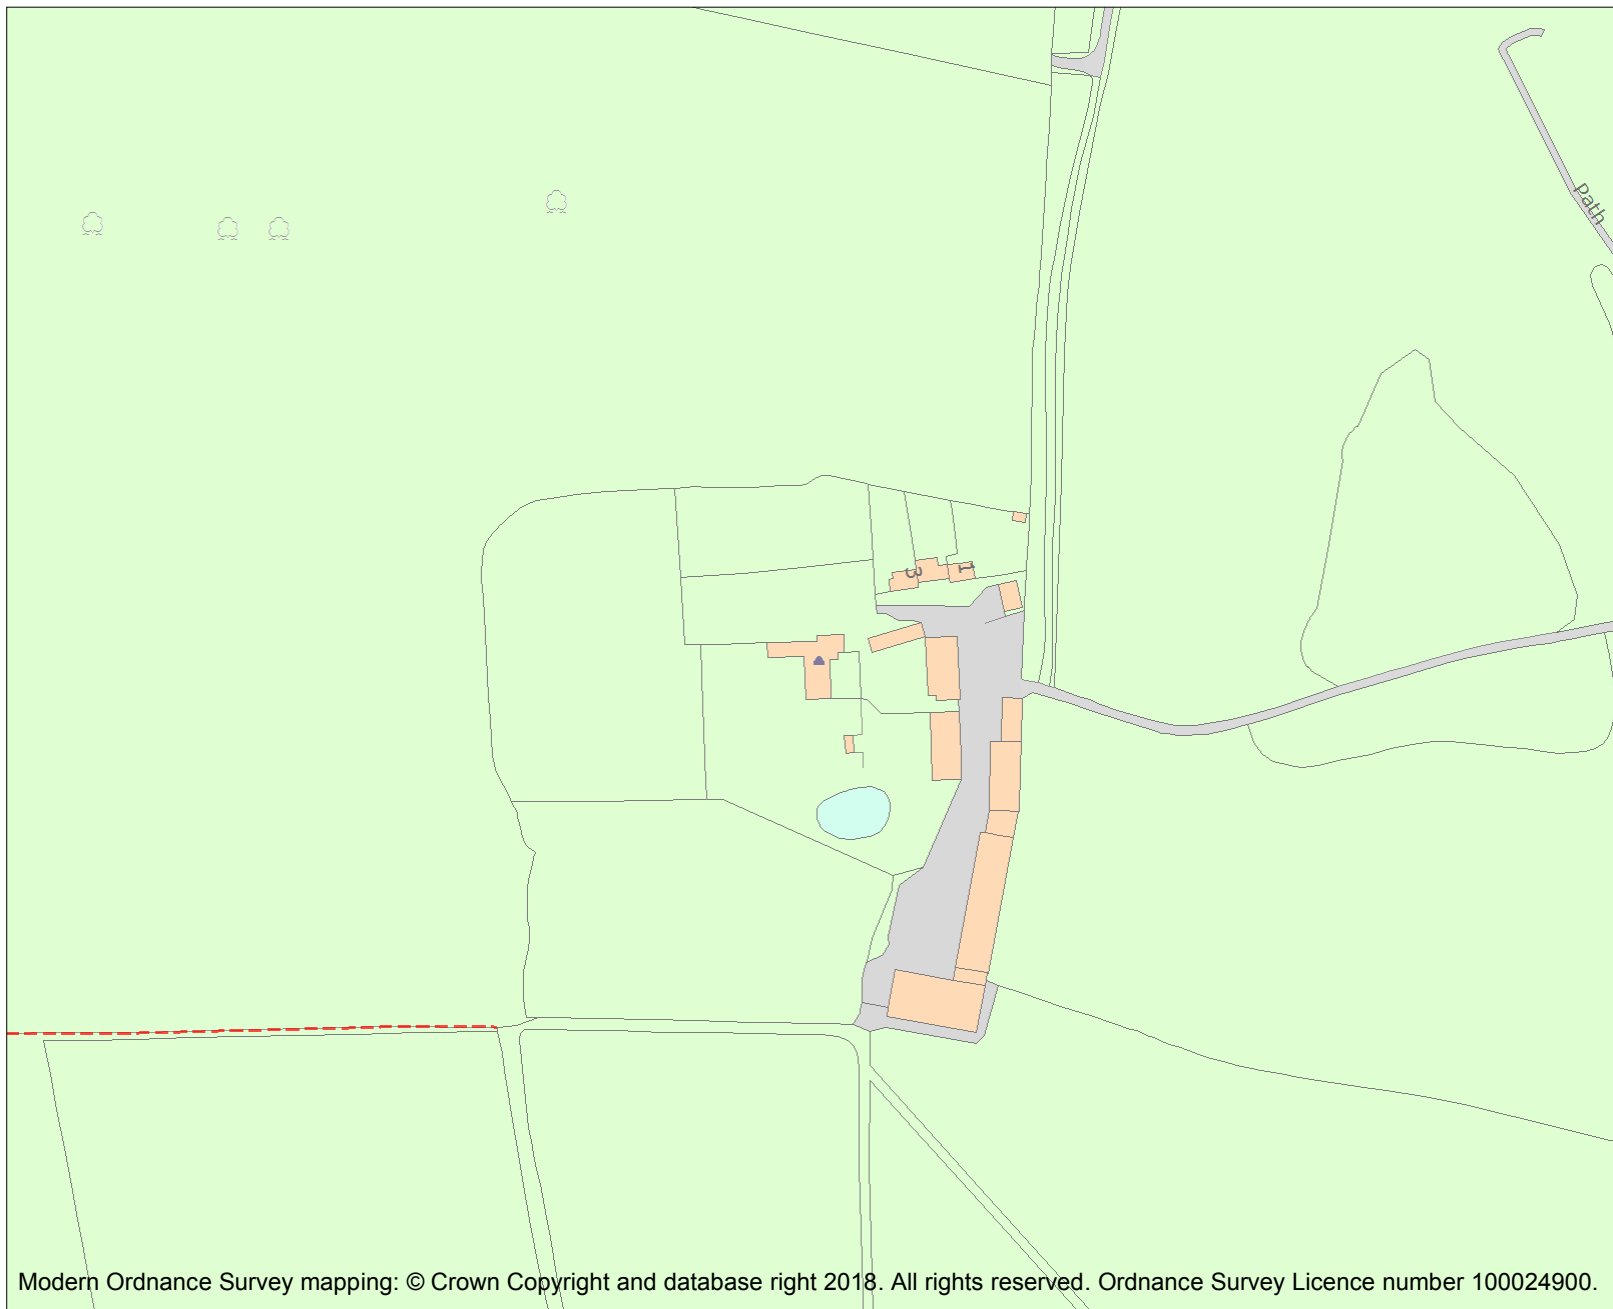 Path
3
1
Modern Ordnance Survey mapping: © Crown Copyright and database right 2018. All rights reserved. Ordnance Survey Licence number 100024900.